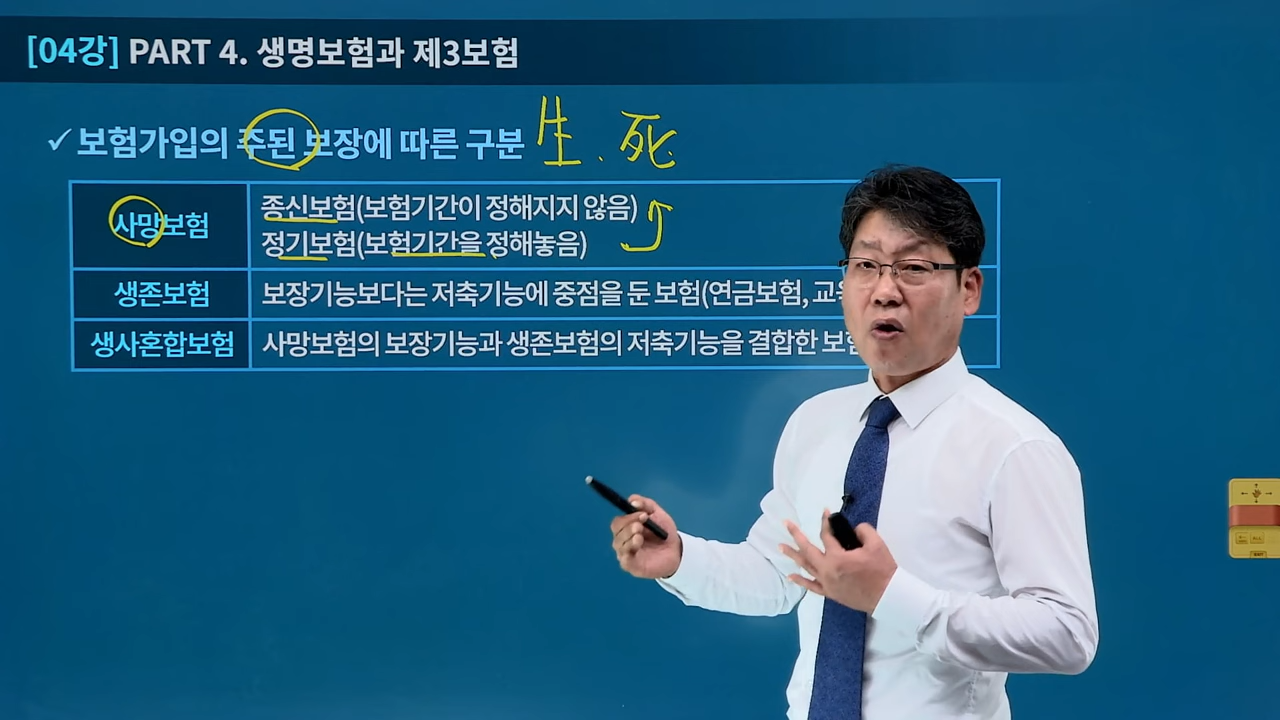 [04강] PART 4. 생명보험과 제3보험
✓ 보험가입의 주된 보장에 따른 구분 生. 死.
사망보험
종신보험(보험기간이 정해지지 않음)
정기보험(보험기간을 정해놓음)
생존보험 보장기능보다는 저축기능에 중점을 둔 보험(연금보험,
생사혼합보험 사망보험의 보장기능과 생존보험의 저축기능을 결합한